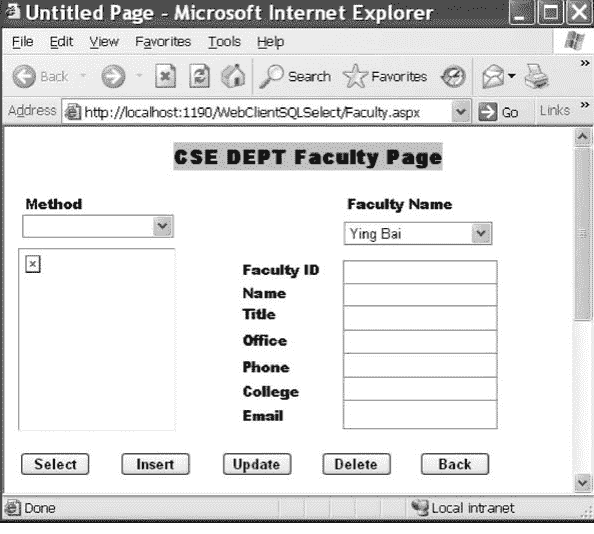 Untitled Page - Microsoft Internet Explorer
File Edit View Favorites Tools Help
Back Search Favorites »
Address http://localhost:1190/WebClientSQLSelect/Faculty.aspx Go Links »
CSE DEPT Faculty Page
Method Faculty Name
Ying Bai
Faculty ID
Name
Title
Office
Phone
College
Email
Select Insert Update Delete Back
Done Local intranet